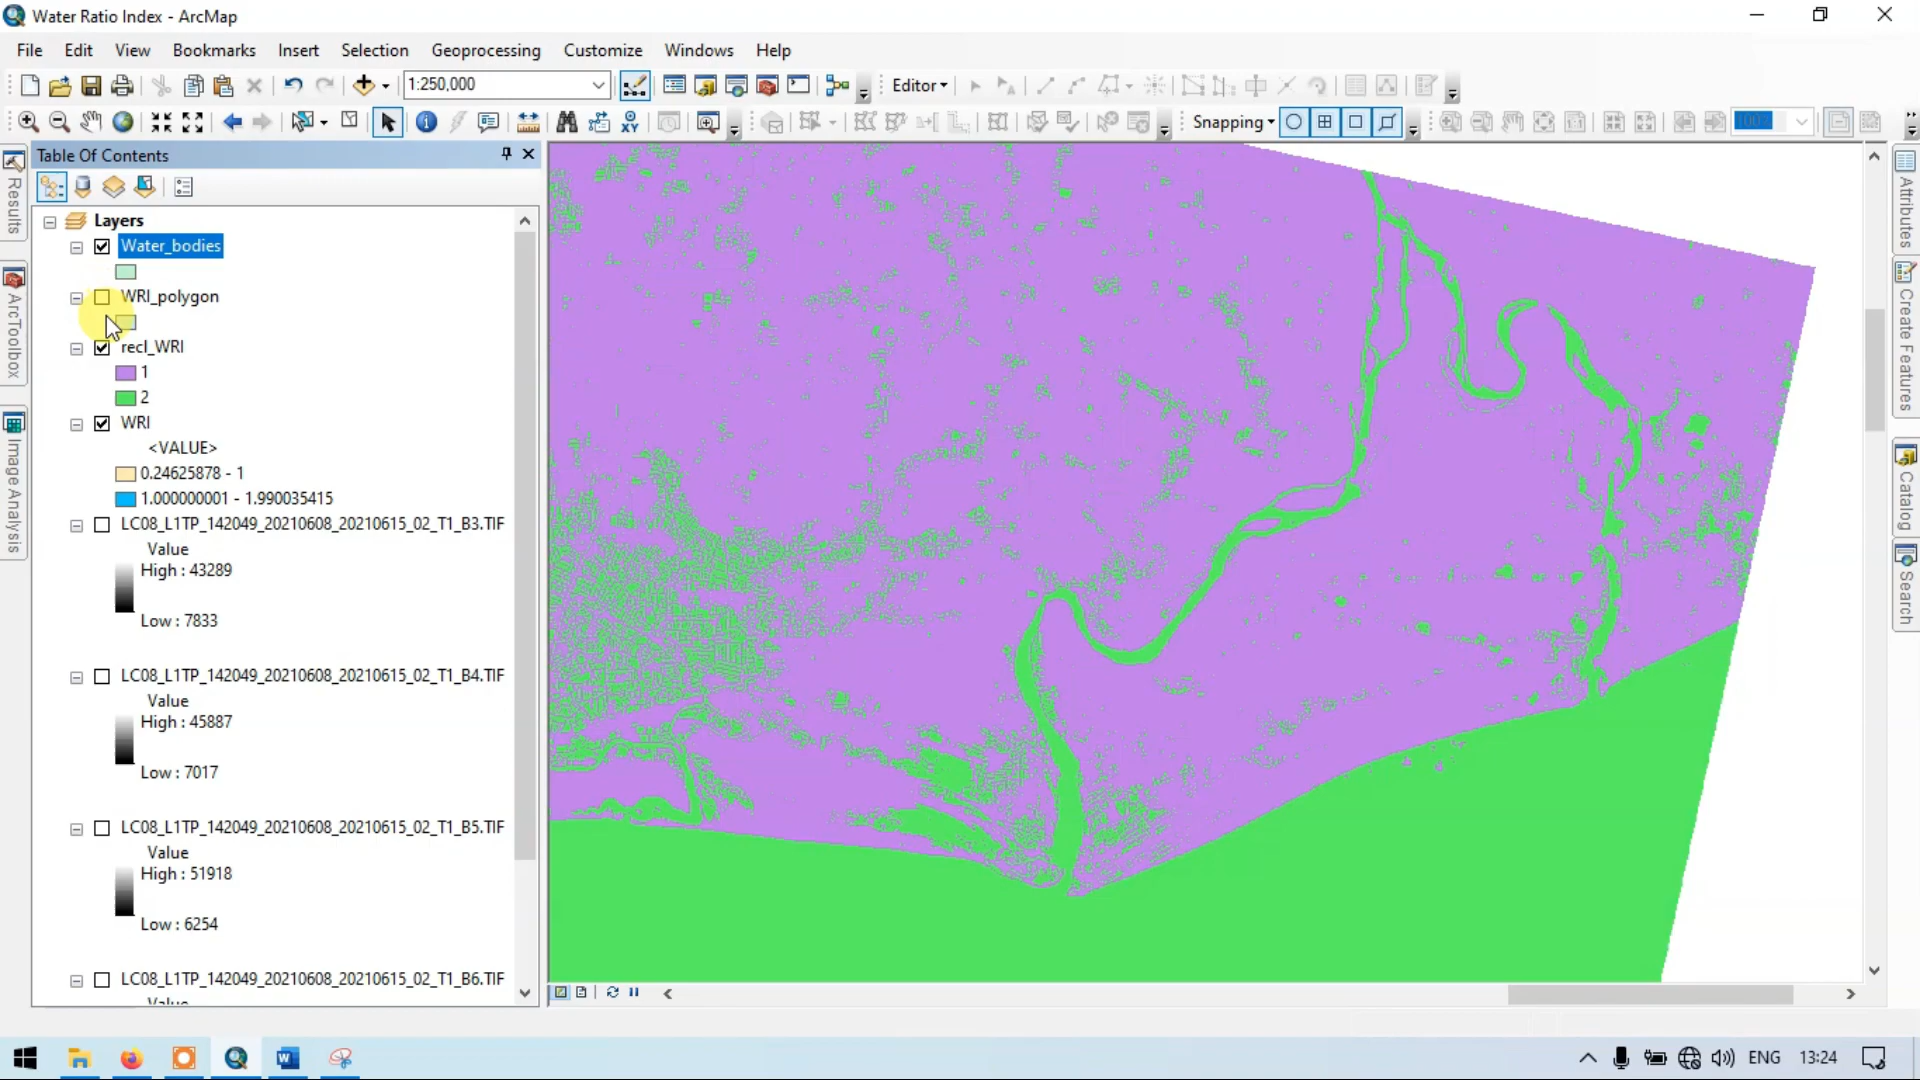 Water Ratio Index - ArcMap
File Edit View Bookmarks Insert Selection Geoprocessing Customize Windows Help
1:250,000
Editor
Snapping
100%
Table Of Contents
Results
ArcToolbox
Image Analysis
Layers
Water_bodies
WRI_polygon
recl_WRI
1
2
WRI
<VALUE>
0.24625878 - 1
1.000000001 - 1.990035415
LC08_L1TP_142049_20210608_20210615_02_T1_B3.TIF
Value
High : 43289
Low : 7833
LC08_L1TP_142049_20210608_20210615_02_T1_B4.TIF
Value
High : 45887
Low : 7017
LC08_L1TP_142049_20210608_20210615_02_T1_B5.TIF
Value
High : 51918
Low : 6254
LC08_L1TP_142049_20210608_20210615_02_T1_B6.TIF
Value
Attributes
Create Features
Catalog
Search
ENG 13:24